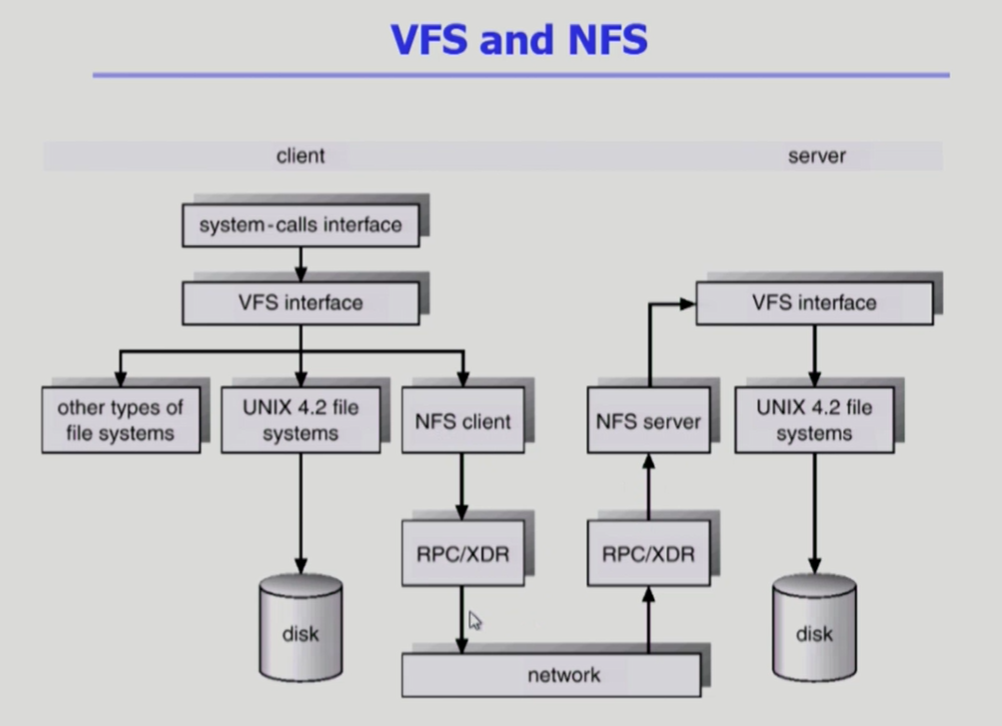 VFS and NFS
client
server
system-calls interface
VFS interface
VFS interface
other types of
file systems
UNIX 4.2 file
systems
NFS client
NFS server
UNIX 4.2 file
systems
RPC/XDR
RPC/XDR
disk
disk
network